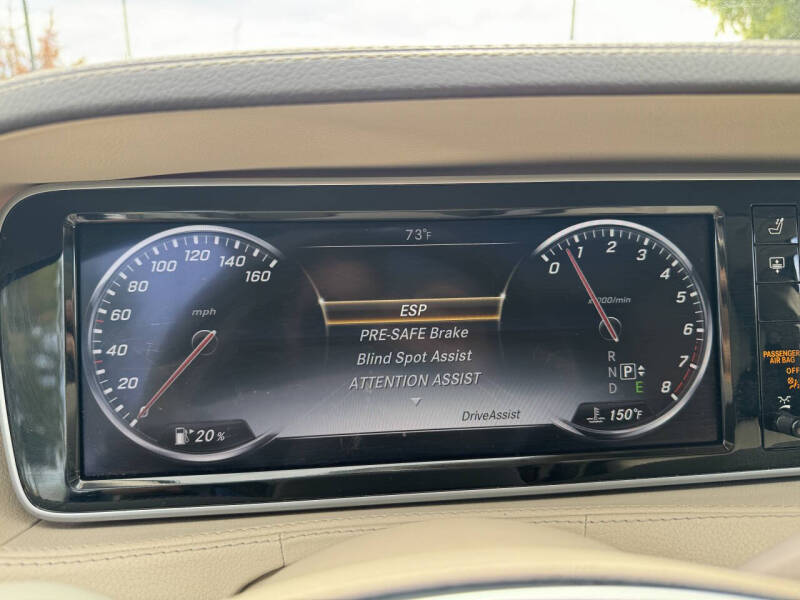 73°F
0 20 40 60 80 100 120 140 160
mph
20%
ESP
PRE-SAFE Brake
Blind Spot Assist
ATTENTION ASSIST
DriveAssist
0 1 2 3 4 5 6 7 8
x1000/min
R
N P
D E
150°F
PASSENGER
AIR BAG
OFF